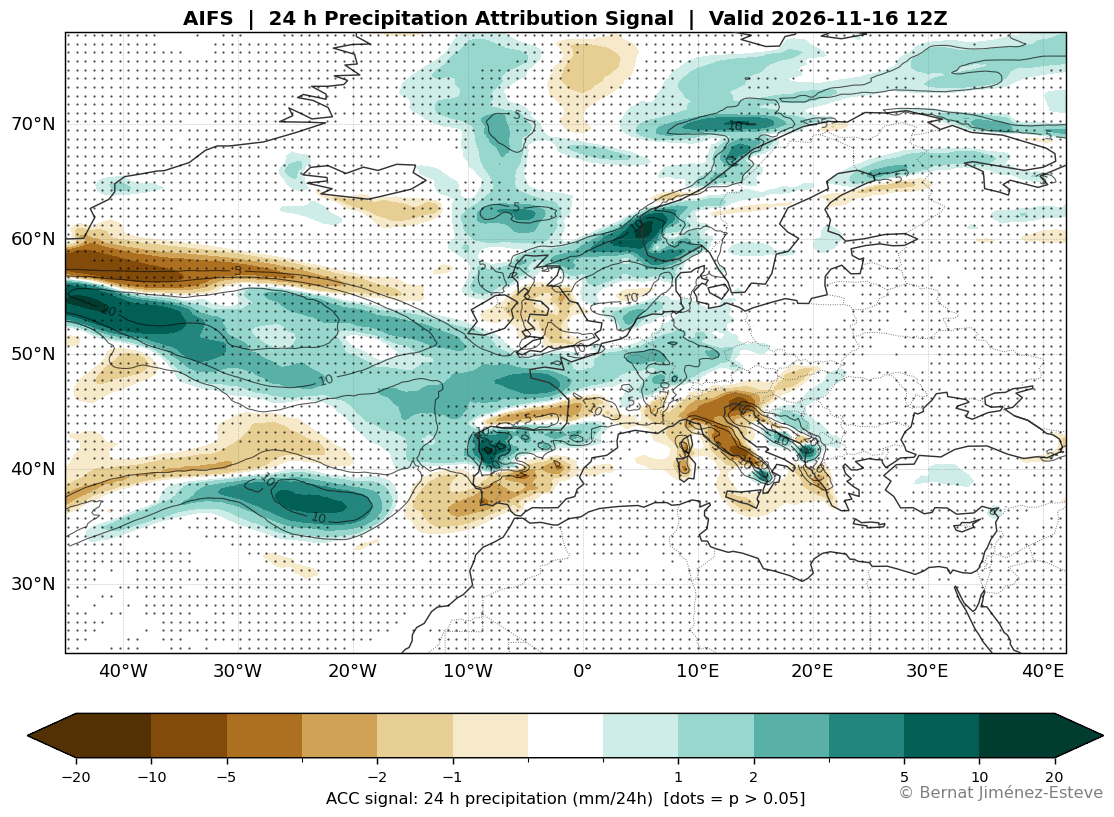 AIFS | 24 h Precipitation Attribution Signal | Valid 2026-11-16 12Z
70°N
60°N
50°N
40°N
30°N
40°W 30°W 20°W 10°W 0° 10°E 20°E 30°E 40°E
−20 −10 −5 −2 −1 1 2 5 10 20
ACC signal: 24 h precipitation (mm/24h) [dots = p > 0.05]
© Bernat Jiménez-Esteve